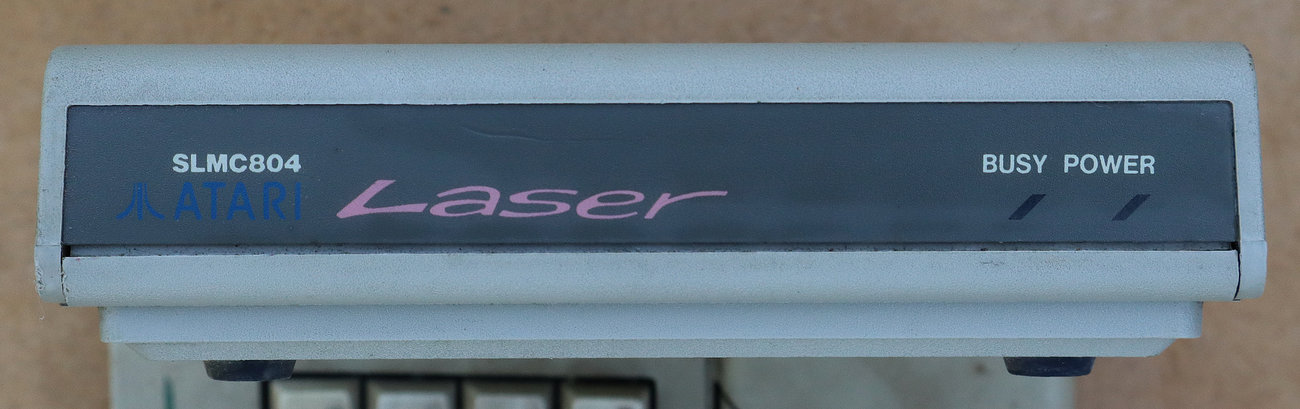 SLMC804
ATARI Laser
BUSY POWER